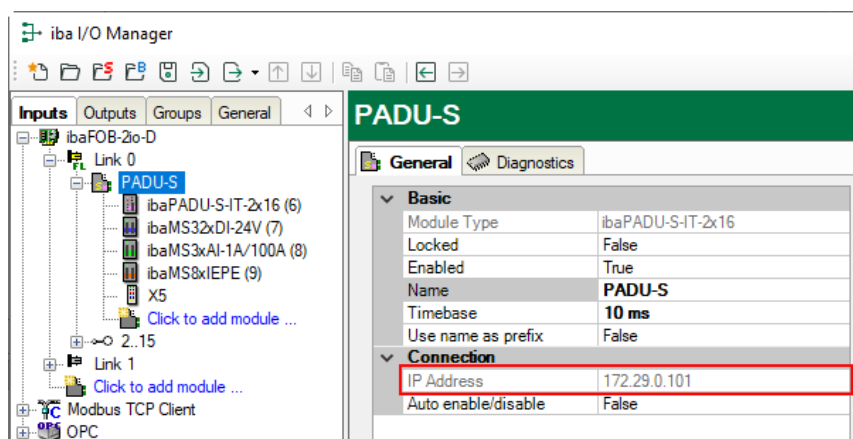 iba I/O Manager
Inputs Outputs Groups General
ibaFOB-2io-D
Link 0
PADU-S
ibaPADU-S-IT-2x16 (6)
ibaMS32xDI-24V (7)
ibaMS3xAI-1A/100A (8)
ibaMS8xIEPE (9)
X5
Click to add module ...
2..15
Link 1
Click to add module ...
Modbus TCP Client
OPC
PADU-S
General Diagnostics
Basic
Module Type ibaPADU-S-IT-2x16
Locked False
Enabled True
Name PADU-S
Timebase 10 ms
Use name as prefix False
Connection
IP Address 172.29.0.101
Auto enable/disable False